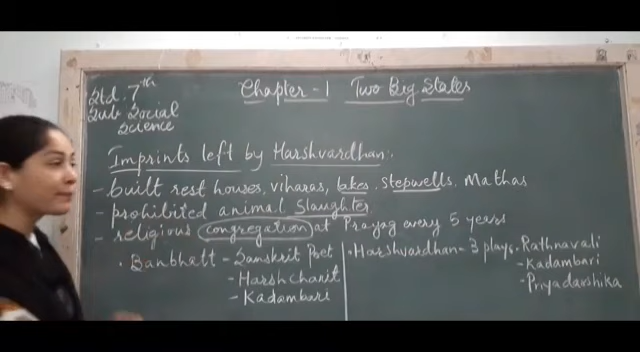 Std. 7th
Sub Social
Science
Chapter-1 Two Big States
Imprints left by Harshvardhan.
- built rest houses, viharas, lakes, stepwells. Mathas
- prohibited animal Slaughter
- religious congregation at Prayag every 5 years
• Banbhatt - Sanskrit Poet
- Harshcharit
- Kadambari
• Harshvardhan - 3 plays - Rathnavali
- Kadambari
- Priyadarshika